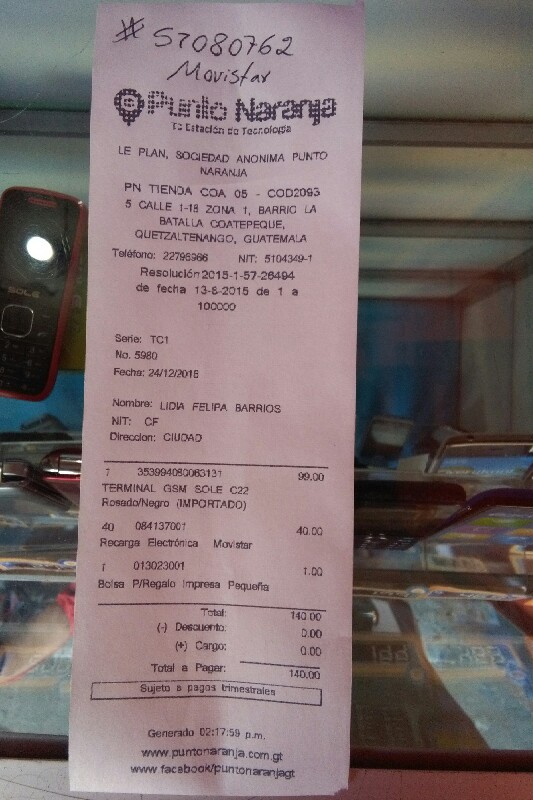 # 57080762
Movistar
Punto Naranja
Tu Estación de Tecnología
LE PLAN, SOCIEDAD ANONIMA PUNTO
NARANJA
PN TIENDA COA 05 - COD2093
5 CALLE 1-18 ZONA 1, BARRIO LA
BATALLA COATEPEQUE,
QUETZALTENANGO, GUATEMALA
Teléfono: 22795966 NIT: 5104349-1
Resolución 2015-1-57-26494
de fecha 13-8-2015 de 1 a
100000
Serie: TC1
No. 5980
Fecha: 24/12/2015
Nombre: LIDIA FELIPA BARRIOS
NIT: CF
Direccion: CIUDAD
1 353994060063131 99.00
TERMINAL GSM SOLE C22
Rosado/Negro (IMPORTADO)
40 084137001 40.00
Recarga Electrónica Movistar
1 013023001 1.00
Bolsa P/Regalo Impresa Pequeña
Total: 140.00
(-) Descuento: 0.00
(+) Cargo: 0.00
Total a Pagar: 140.00
Sujeto a pagos trimestrales
Generado 02:17:59 p.m.
www.puntonaranja.com.gt
www.facebook/puntonaranjagt
SOLE